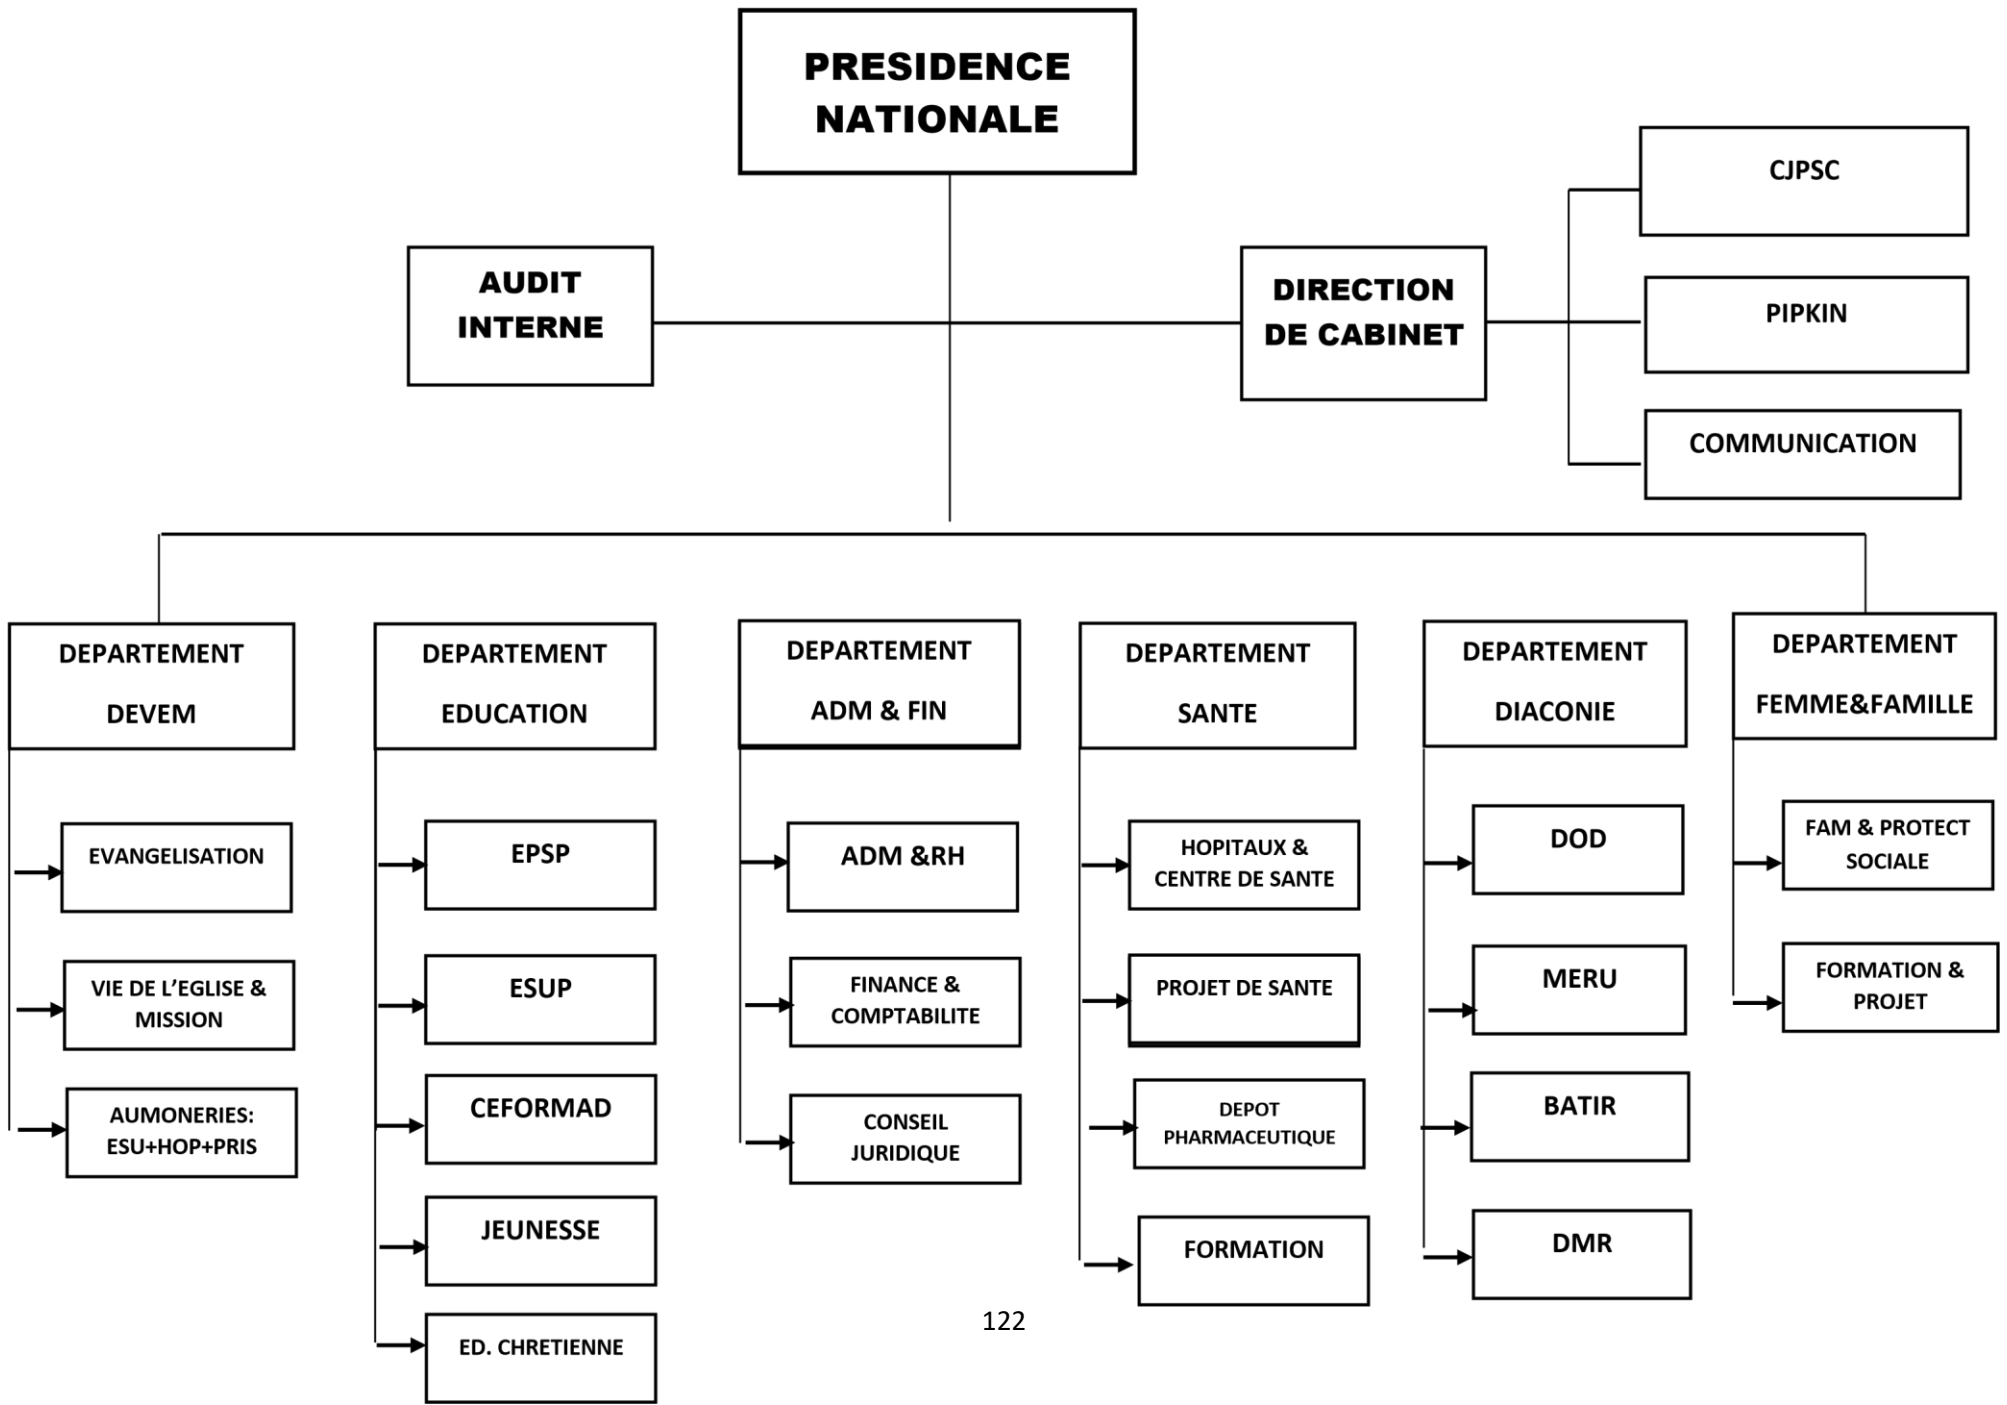 PRESIDENCE
NATIONALE
AUDIT
INTERNE
DIRECTION
DE CABINET
CJPSC
PIPKIN
COMMUNICATION
DEPARTEMENT
DEVEM
EVANGELISATION
VIE DE L’EGLISE &
MISSION
AUMONERIES:
ESU+HOP+PRIS
DEPARTEMENT
EDUCATION
EPSP
ESUP
CEFORMAD
JEUNESSE
ED. CHRETIENNE
DEPARTEMENT
ADM & FIN
ADM &RH
FINANCE &
COMPTABILITE
CONSEIL
JURIDIQUE
DEPARTEMENT
SANTE
HOPITAUX &
CENTRE DE SANTE
PROJET DE SANTE
DEPOT
PHARMACEUTIQUE
FORMATION
DEPARTEMENT
DIACONIE
DOD
MERU
BATIR
DMR
DEPARTEMENT
FEMME&FAMILLE
FAM & PROTECT
SOCIALE
FORMATION &
PROJET
122